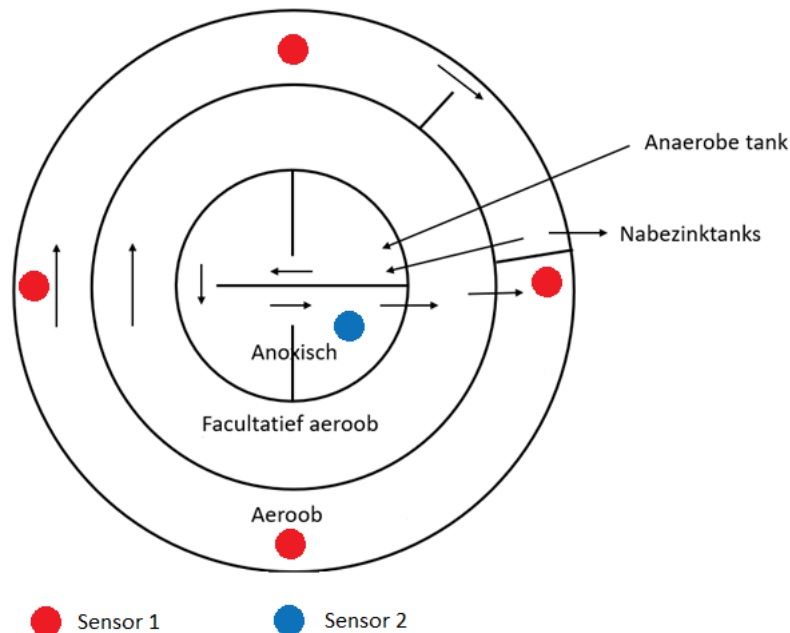 Anaerobe tank
Nabezinktanks
Anoxisch
Facultatief aeroob
Aeroob
Sensor 1
Sensor 2